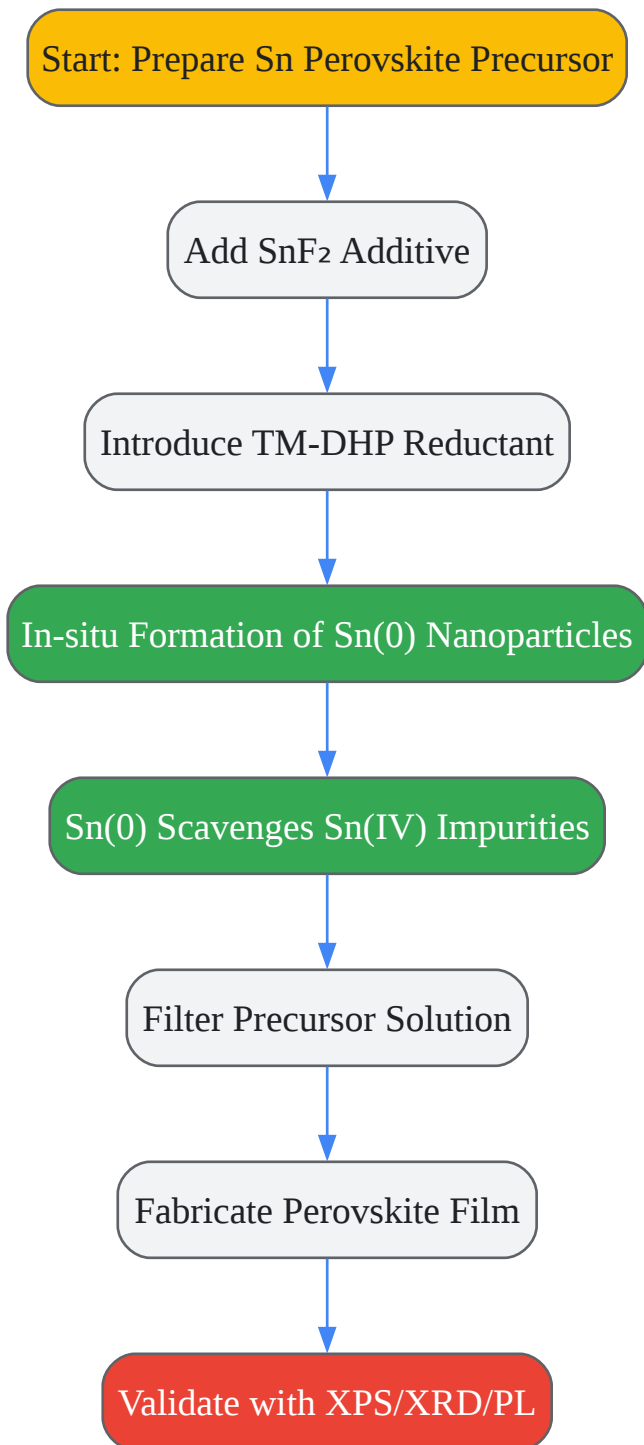 Start: Prepare Sn Perovskite Precursor
Add SnF₂ Additive
Introduce TM-DHP Reductant
In-situ Formation of Sn(0) Nanoparticles
Sn(0) Scavenges Sn(IV) Impurities
Filter Precursor Solution
Fabricate Perovskite Film
Validate with XPS/XRD/PL